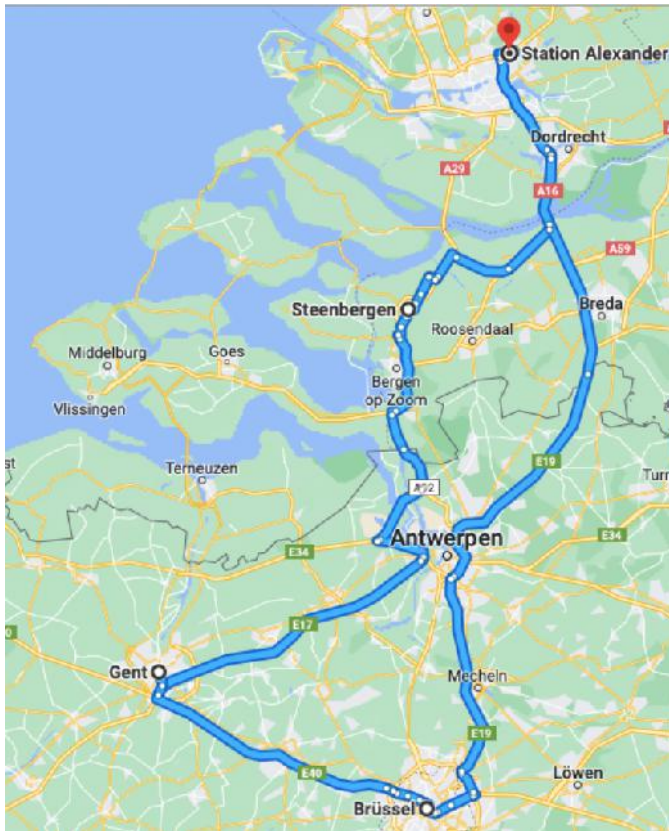 Station Alexander
Dordrecht
A29
A16
A59
Steenbergen
Breda
Roosendaal
Middelburg
Goes
Bergen
op Zoom
Vlissingen
Terneuzen
E19
Turn
Antwerpen
E34
E34
E17
Gent
Mecheln
E19
E40
Löwen
Brüssel